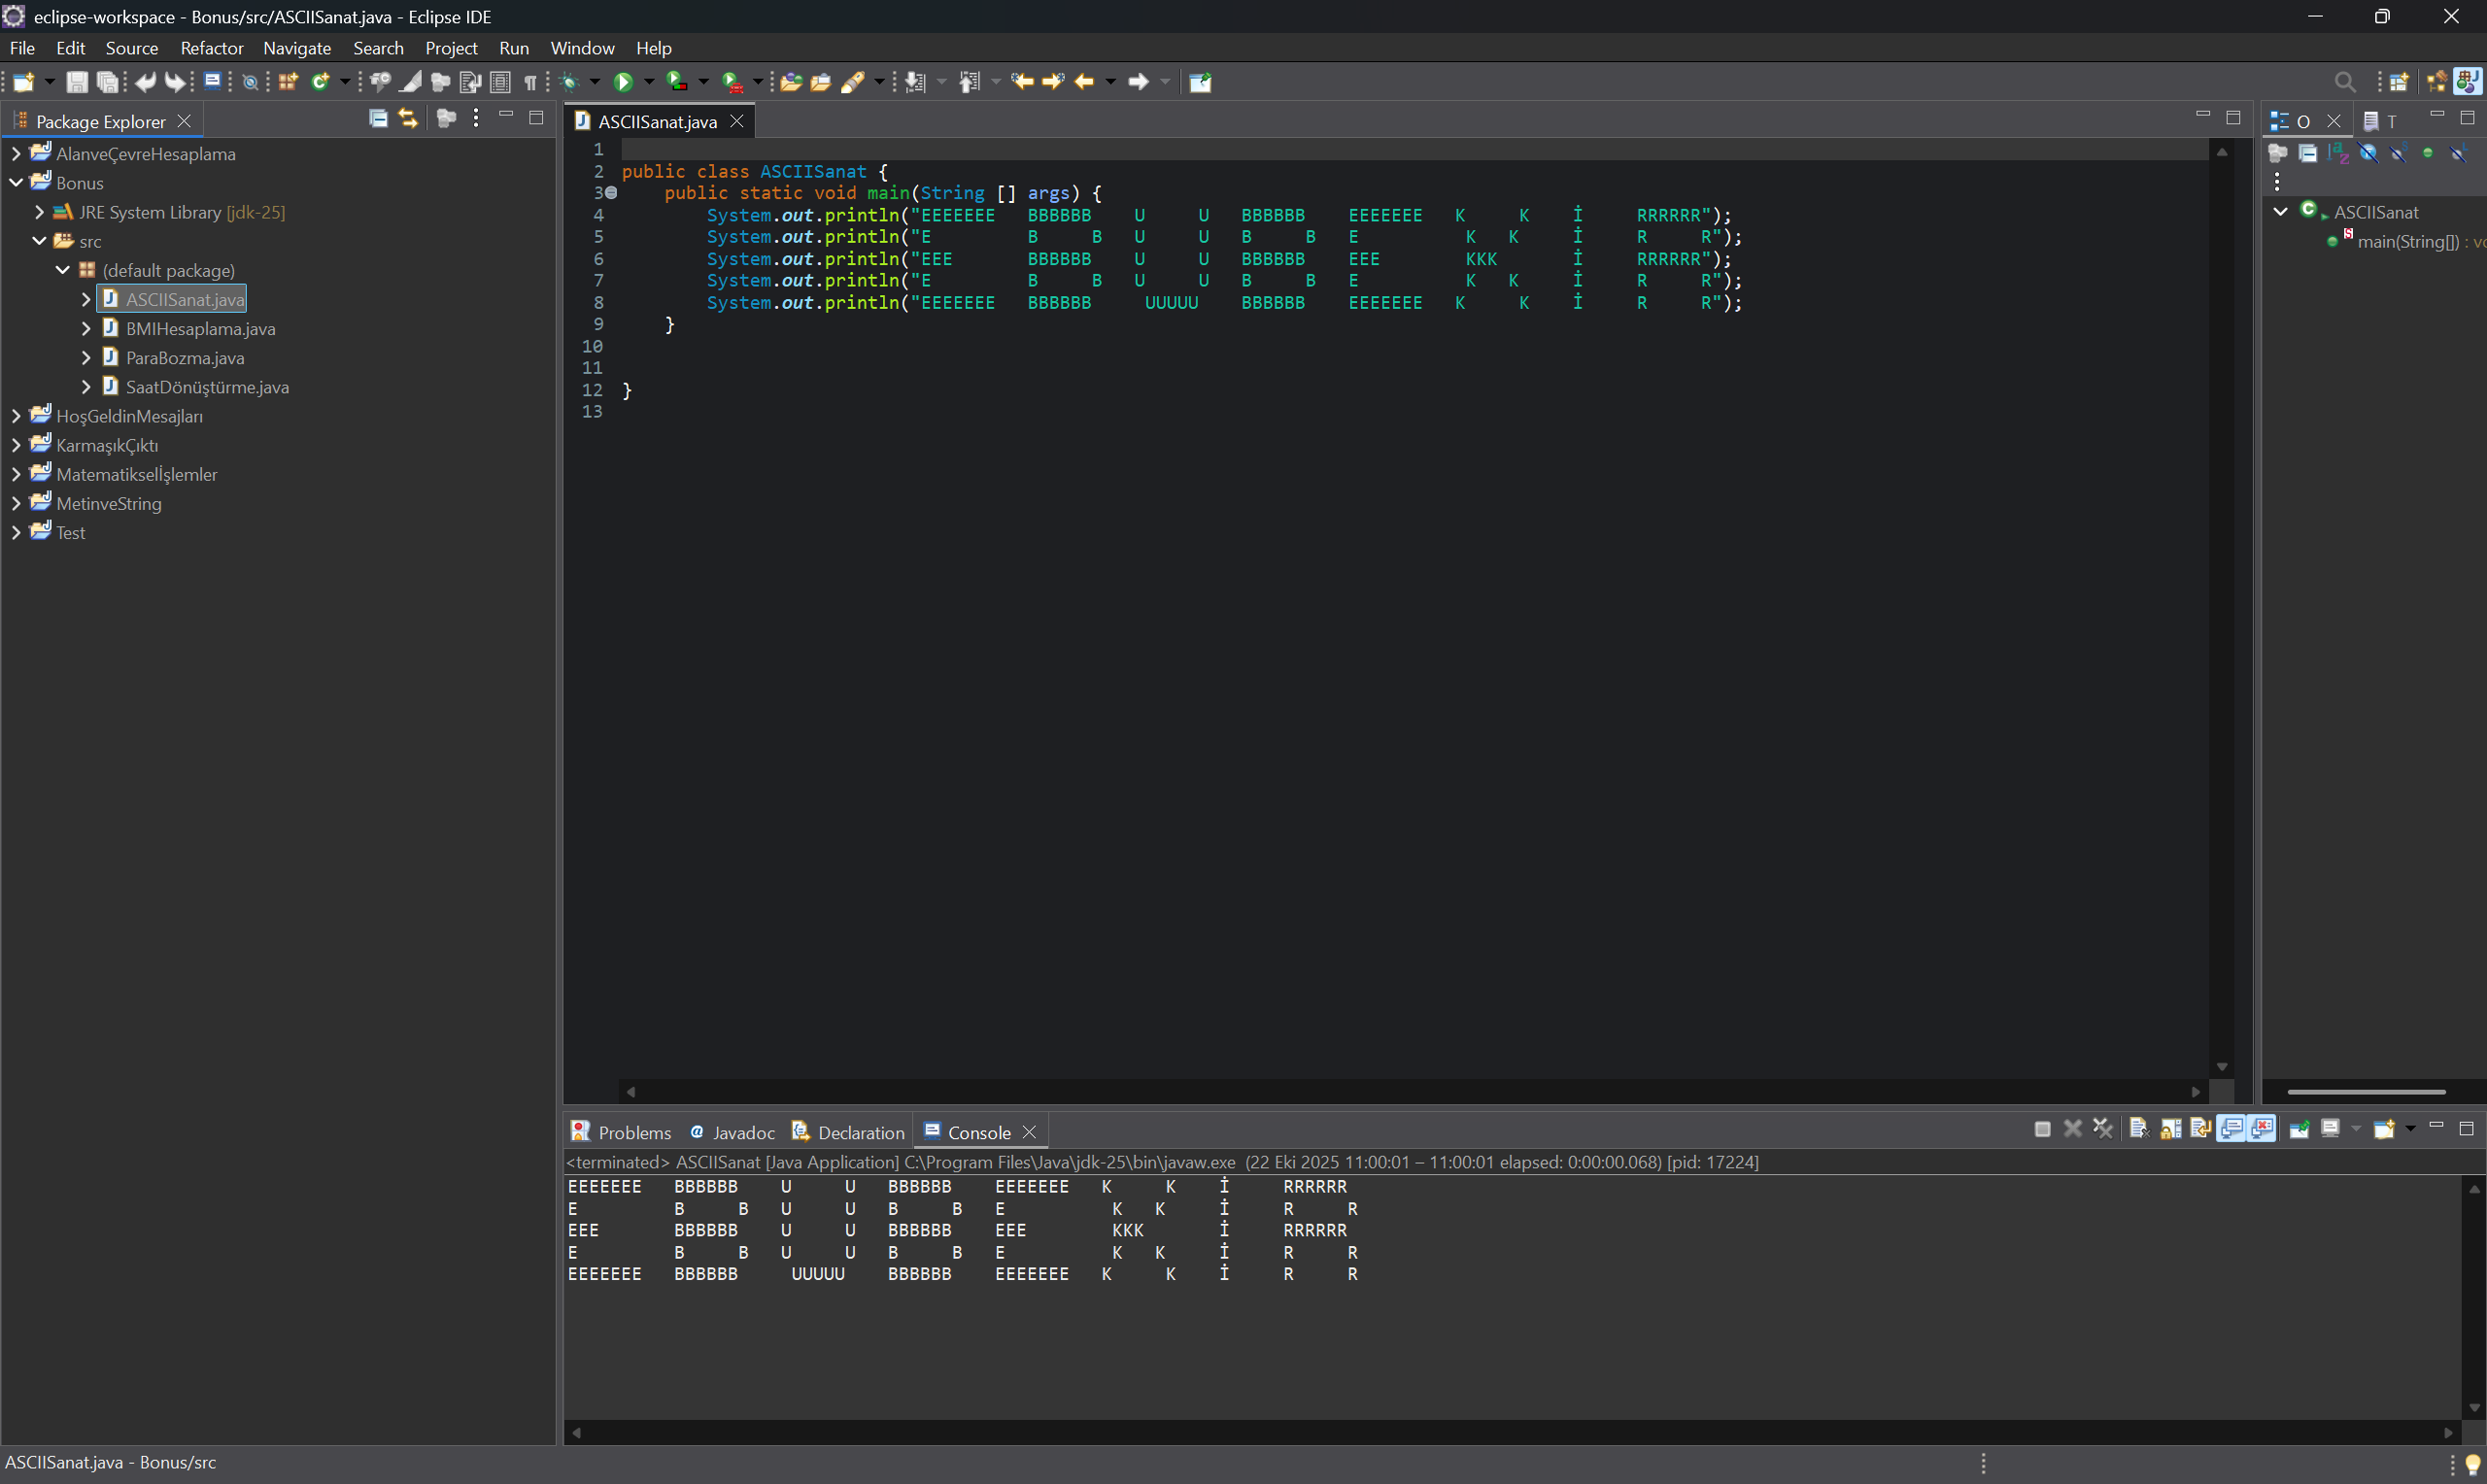 eclipse-workspace - Bonus/src/ASCIISanat.java - Eclipse IDE
File Edit Source Refactor Navigate Search Project Run Window Help
Package Explorer
AlanveÇevreHesaplama
Bonus
JRE System Library [jdk-25]
src
(default package)
ASCIISanat.java
BMIHesaplama.java
ParaBozma.java
SaatDönüştürme.java
HoşGeldinMesajları
KarmaşıkÇıktı
Matematikselİşlemler
MetinveString
Test
ASCIISanat.java
1
2 public class ASCIISanat {
3     public static void main(String [] args) {
4         System.out.println("EEEEEEE   BBBBBB    U     U   BBBBBB    EEEEEEE   K     K    İ     RRRRRR");
5         System.out.println("E         B     B   U     U   B     B   E          K   K     İ     R     R");
6         System.out.println("EEE       BBBBBB    U     U   BBBBBB    EEE        KKK       İ     RRRRRR");
7         System.out.println("E         B     B   U     U   B     B   E          K   K     İ     R     R");
8         System.out.println("EEEEEEE   BBBBBB     UUUUU    BBBBBB    EEEEEEE   K     K    İ     R     R");
9     }
10
11
12 }
13
O T
ASCIISanat
main(String[]) : vo
Problems Javadoc Declaration Console
<terminated> ASCIISanat [Java Application] C:\Program Files\Java\jdk-25\bin\javaw.exe (22 Eki 2025 11:00:01 – 11:00:01 elapsed: 0:00:00.068) [pid: 17224]
EEEEEEE   BBBBBB    U     U   BBBBBB    EEEEEEE   K     K    İ     RRRRRR
E         B     B   U     U   B     B   E          K   K     İ     R     R
EEE       BBBBBB    U     U   BBBBBB    EEE        KKK       İ     RRRRRR
E         B     B   U     U   B     B   E          K   K     İ     R     R
EEEEEEE   BBBBBB     UUUUU    BBBBBB    EEEEEEE   K     K    İ     R     R
ASCIISanat.java - Bonus/src